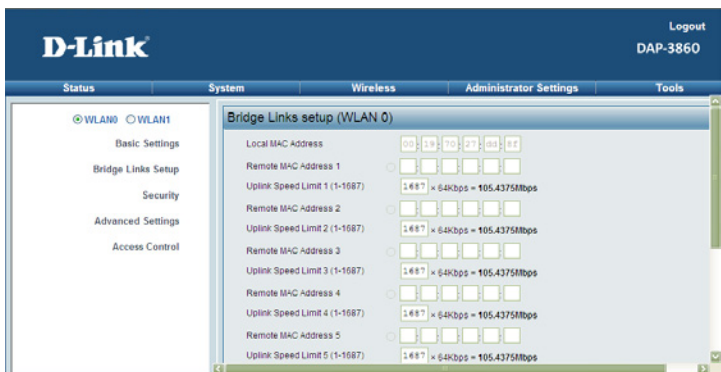 Logout
D-Link
DAP-3860
Status System Wireless Administrator Settings Tools
WLAN0 WLAN1
Basic Settings
Bridge Links Setup
Security
Advanced Settings
Access Control
Bridge Links setup (WLAN 0)
Local MAC Address 00:19:70:27:dd:8f
Remote MAC Address 1
Uplink Speed Limit 1 (1-1687) 1687 × 64Kbps = 105.4375Mbps
Remote MAC Address 2
Uplink Speed Limit 2 (1-1687) 1687 × 64Kbps = 105.4375Mbps
Remote MAC Address 3
Uplink Speed Limit 3 (1-1687) 1687 × 64Kbps = 105.4375Mbps
Remote MAC Address 4
Uplink Speed Limit 4 (1-1687) 1687 × 64Kbps = 105.4375Mbps
Remote MAC Address 5
Uplink Speed Limit 5 (1-1687) 1687 × 64Kbps = 105.4375Mbps